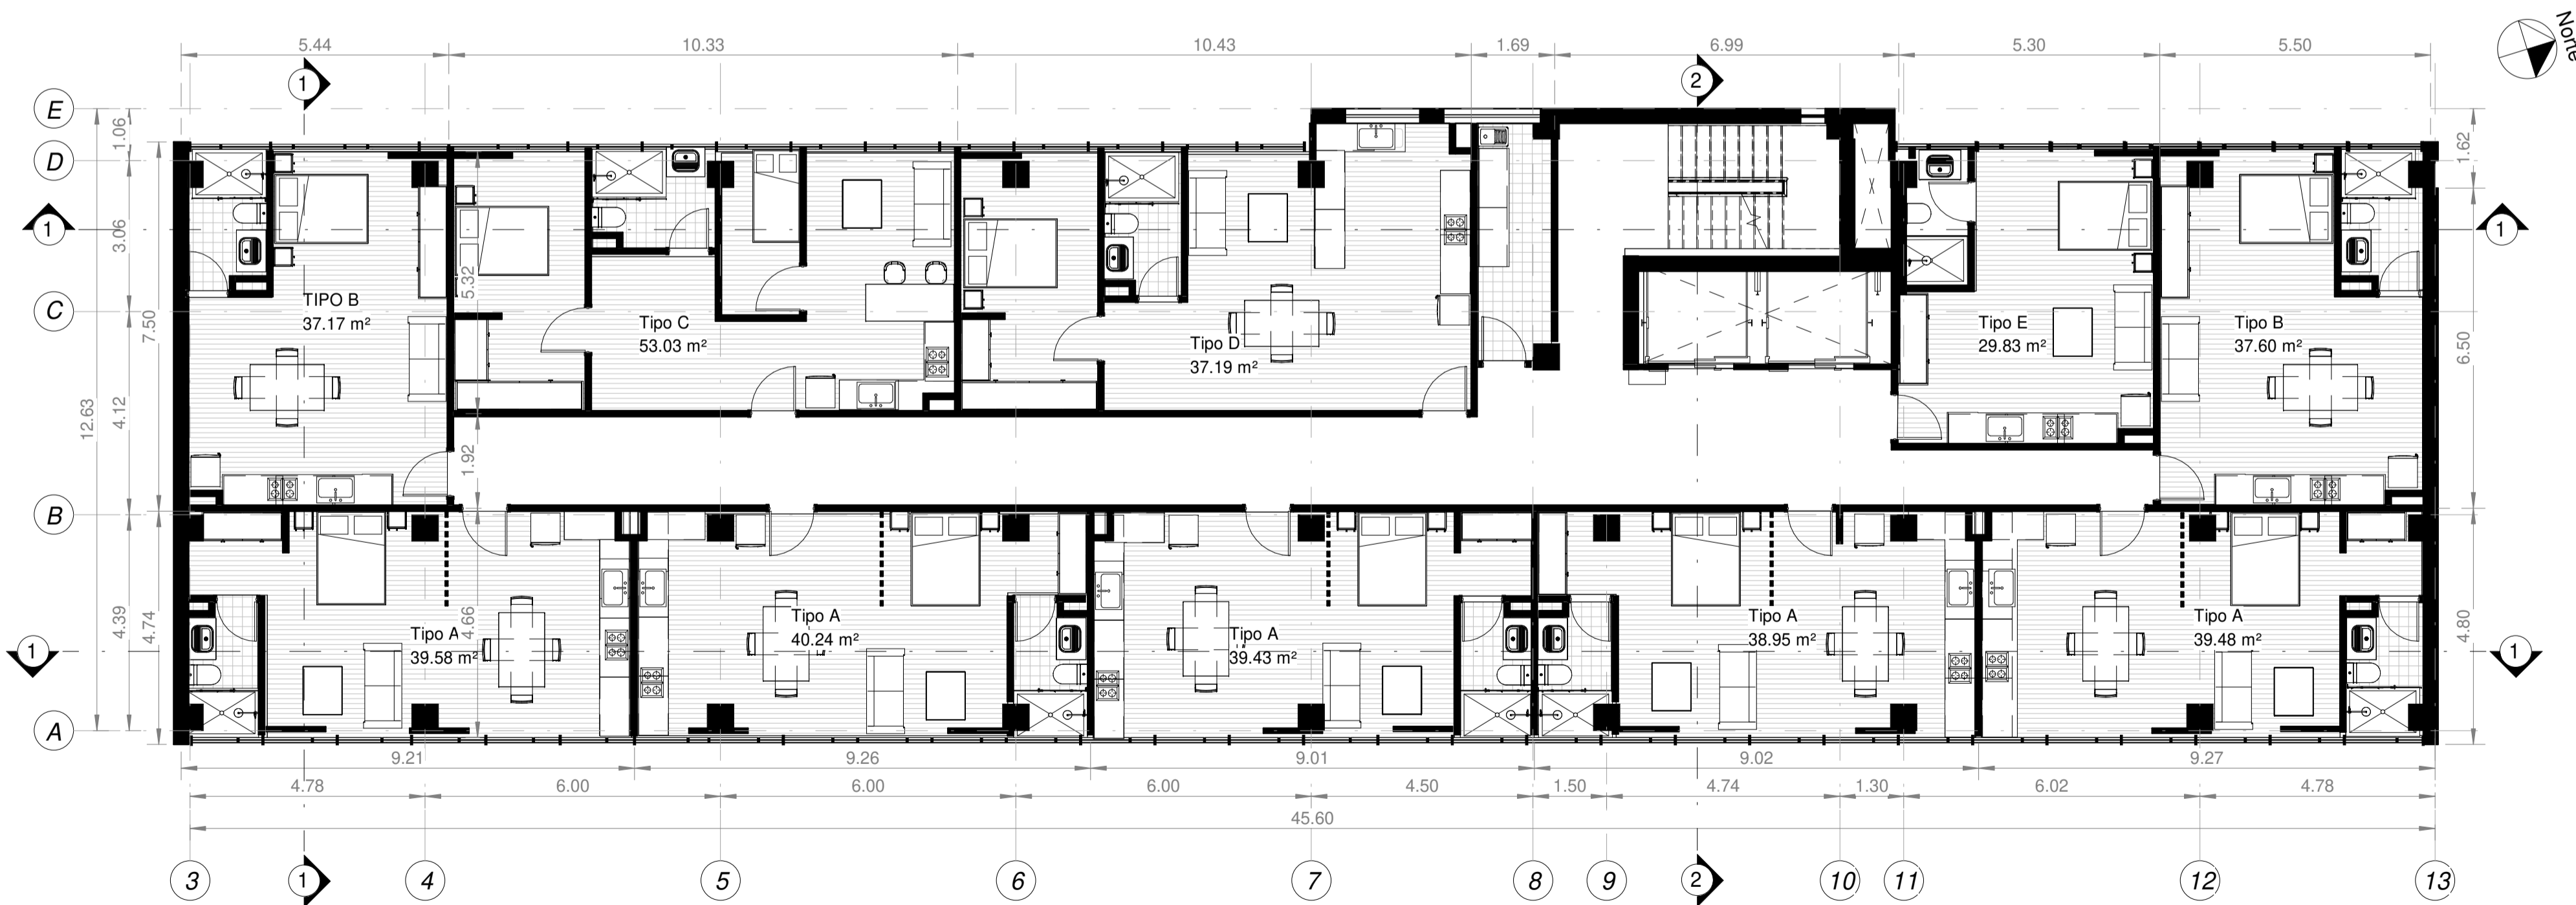 Norte
5.44
10.33
10.43
1.69
6.99
5.30
5.50
1
2
E
D
C
B
A
1.06
3.06
4.12
4.39
12.63
7.50
4.74
1
1
1
1
1.62
6.50
4.80
5.32
1.92
4.66
TIPO B
37.17 m²
Tipo C
53.03 m²
Tipo D
37.19 m²
Tipo E
29.83 m²
Tipo B
37.60 m²
Tipo A
39.58 m²
Tipo A
40.24 m²
Tipo A
39.43 m²
Tipo A
38.95 m²
Tipo A
39.48 m²
9.21
9.26
9.01
9.02
9.27
4.78
6.00
6.00
6.00
4.50
1.50
4.74
1.30
6.02
4.78
45.60
3
1
4
5
6
7
8
9
2
10
11
12
13